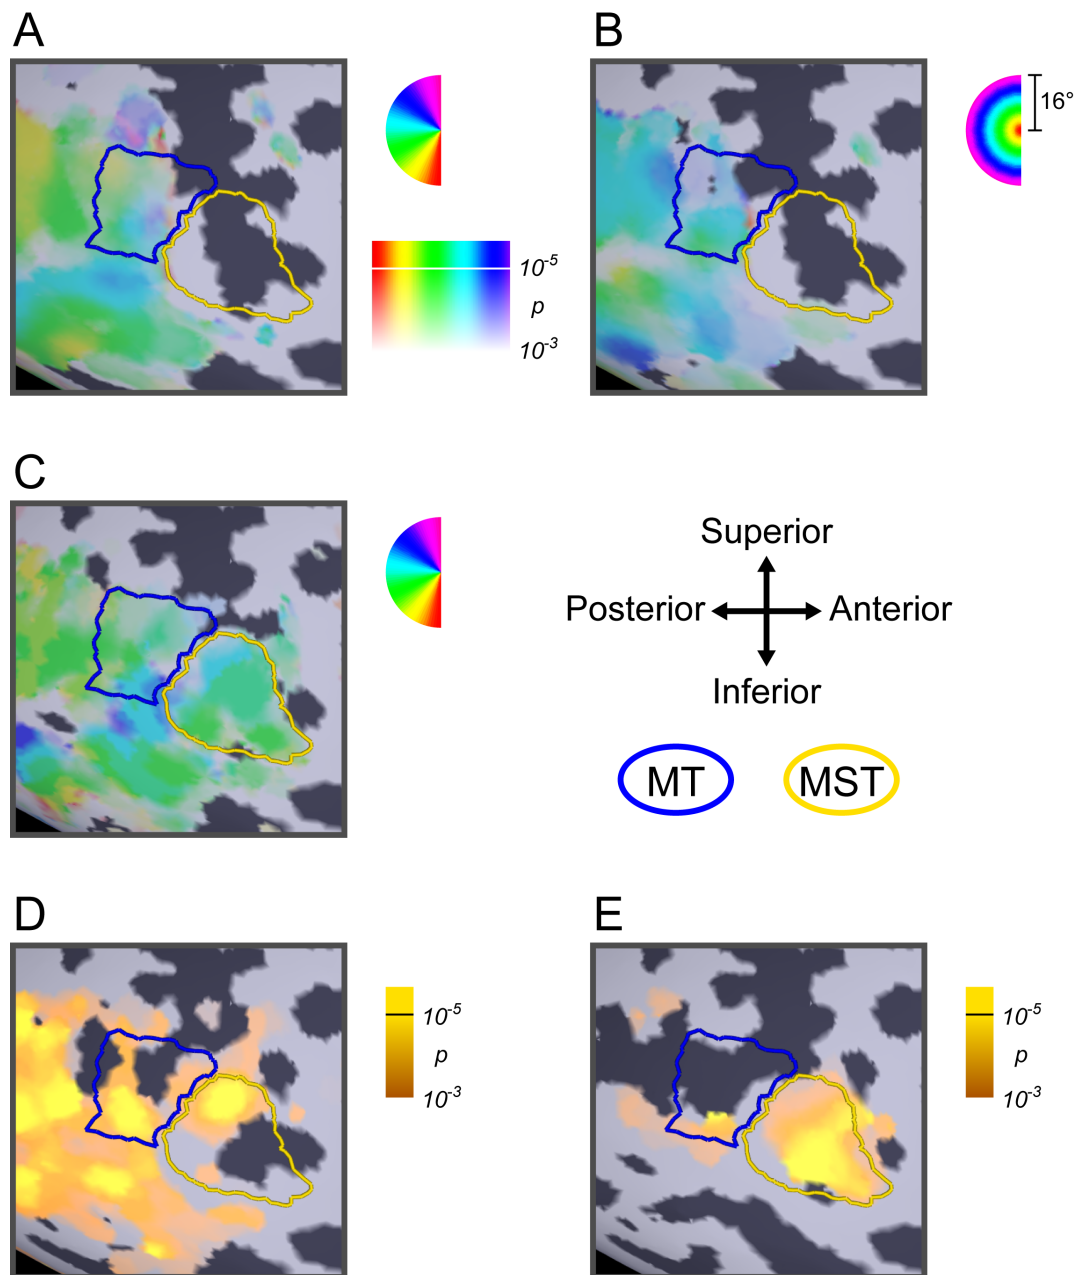 A
B
16°
10-5
p
10-3
C
Superior
Posterior
Anterior
Inferior
MT
MST
D
E
10-5
p
10-3
10-5
p
10-3